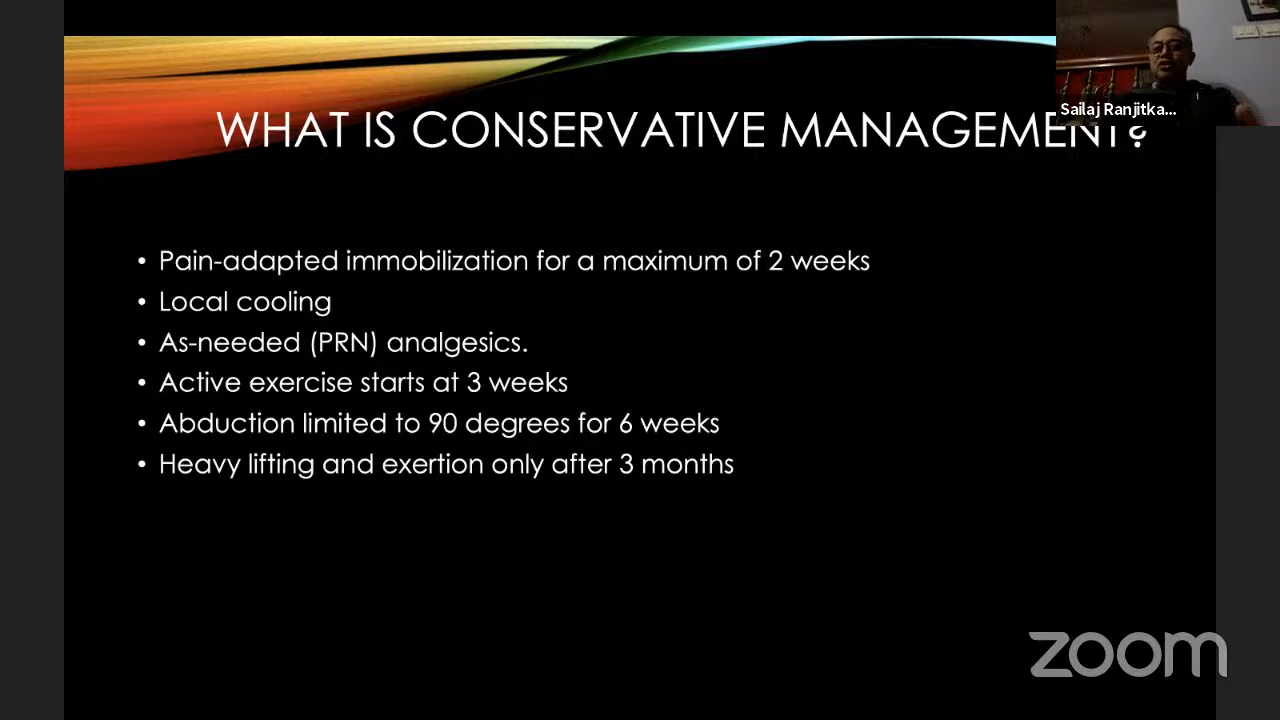 Sailaj Ranjitka...
WHAT IS CONSERVATIVE MANAGEMENT?
• Pain-adapted immobilization for a maximum of 2 weeks
• Local cooling
• As-needed (PRN) analgesics.
• Active exercise starts at 3 weeks
• Abduction limited to 90 degrees for 6 weeks
• Heavy lifting and exertion only after 3 months
zoom